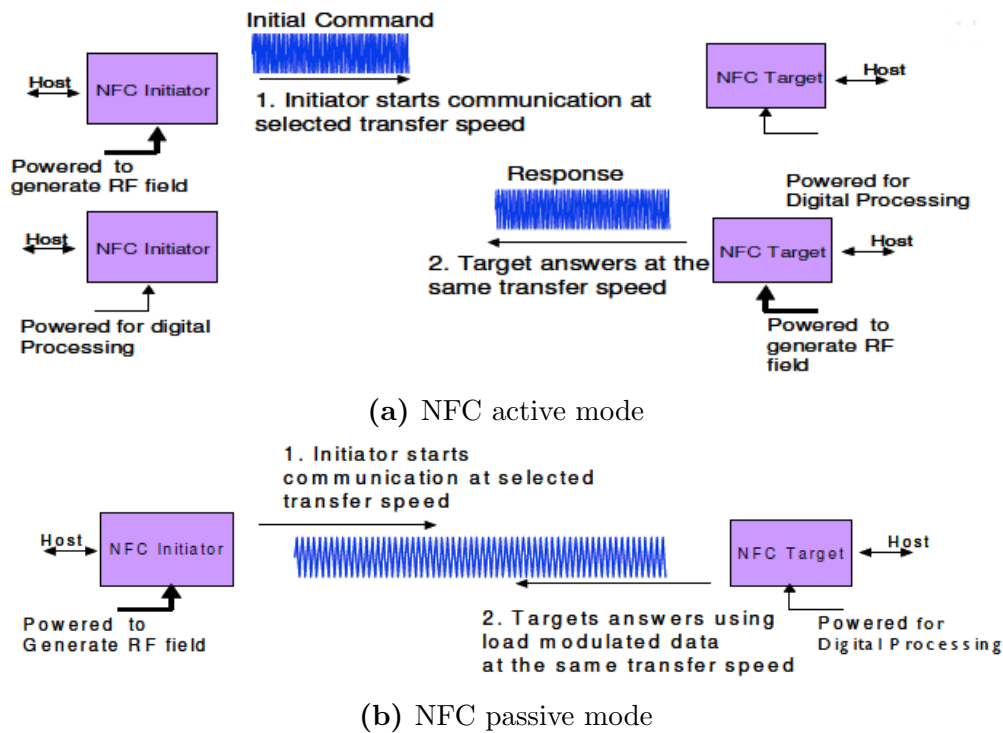 Initial Command
Host
NFC Initiator
NFC Target
Host
1. Initiator starts communication at
selected transfer speed
Powered to
generate RF field
Response
Powered for
Digital Processing
Host
NFC Initiator
NFC Target
Host
2. Target answers at the
same transfer speed
Powered for digital
Processing
Powered to
generate RF
field
(a) NFC active mode
1. Initiator starts
communication at selected
transfer speed
Host
NFC Initiator
NFC Target
Host
Powered to
Generate RF field
2. Targets answers using
load modulated data
at the same transfer speed
Powered for
Digital Processing
(b) NFC passive mode